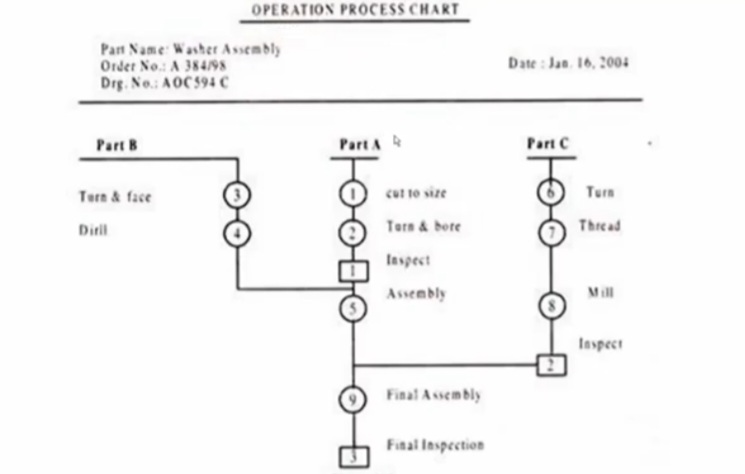 OPERATION PROCESS CHART
Part Name: Washer Assembly
Order No.: A 384/98
Drg. No.: AOC594 C
Date : Jan. 16, 2004
Part B
Part A
Part C
Turn & face
3
1
cut to size
6
Turn
Dirll
4
2
Turn & bore
7
Thread
1
Inspect
5
Assembly
8
Mill
2
Inspect
9
Final Assembly
3
Final Inspection